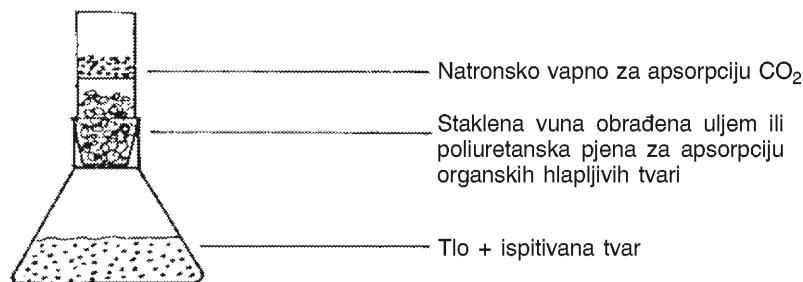 Natronsko vapno za apsorpciju CO₂
Staklena vuna obrađena uljem ili
poliuretanska pjena za apsorpciju
organskih hlapljivih tvari
Tlo + ispitivana tvar